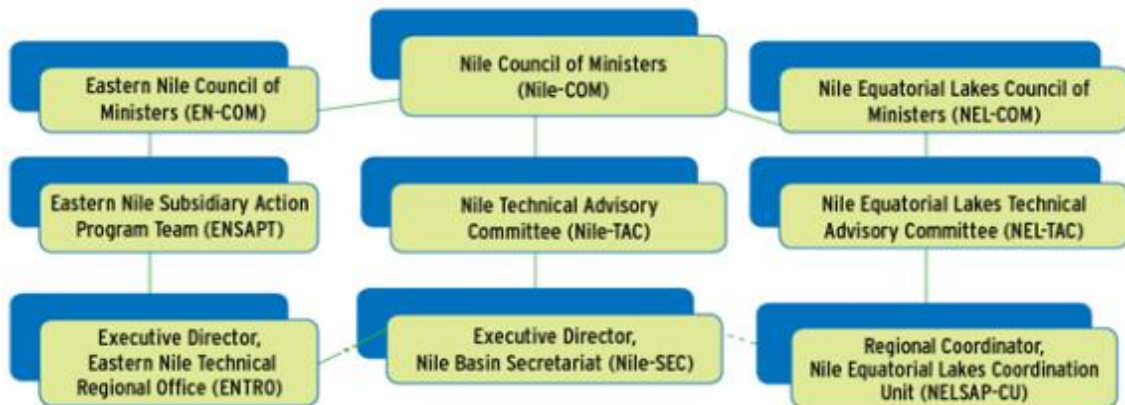 Eastern Nile Council of
Ministers (EN-COM)
Nile Council of Ministers
(Nile-COM)
Nile Equatorial Lakes Council of
Ministers (NEL-COM)
Eastern Nile Subsidiary Action
Program Team (ENSAPT)
Nile Technical Advisory
Committee (Nile-TAC)
Nile Equatorial Lakes Technical
Advisory Committee (NEL-TAC)
Executive Director,
Eastern Nile Technical
Regional Office (ENTRO)
Executive Director,
Nile Basin Secretariat (Nile-SEC)
Regional Coordinator,
Nile Equatorial Lakes Coordination
Unit (NELSAP-CU)